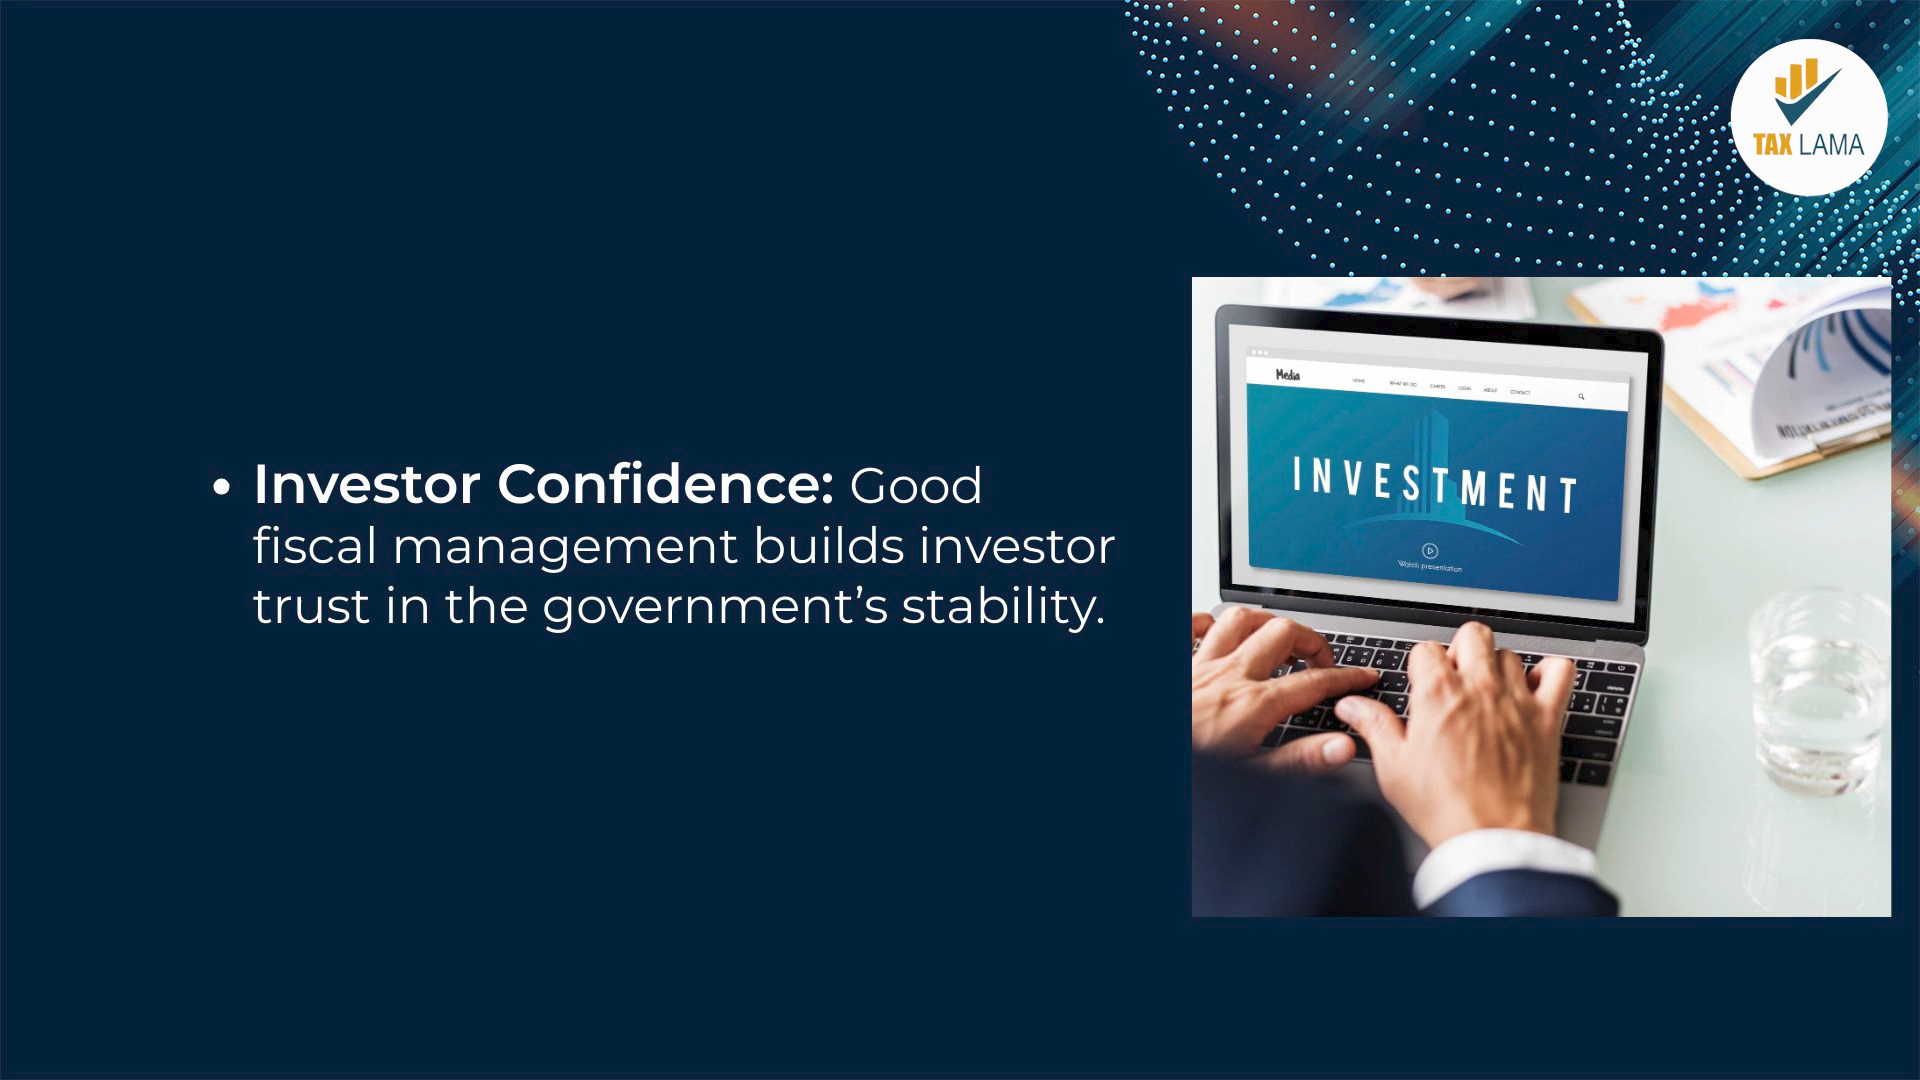 TAX LAMA
• Investor Confidence: Good
fiscal management builds investor
trust in the government’s stability.
Media
HOME WHAT WE DO CAREER LOGIN ABOUT CONTACT
INVESTMENT
Watch presentation
delete